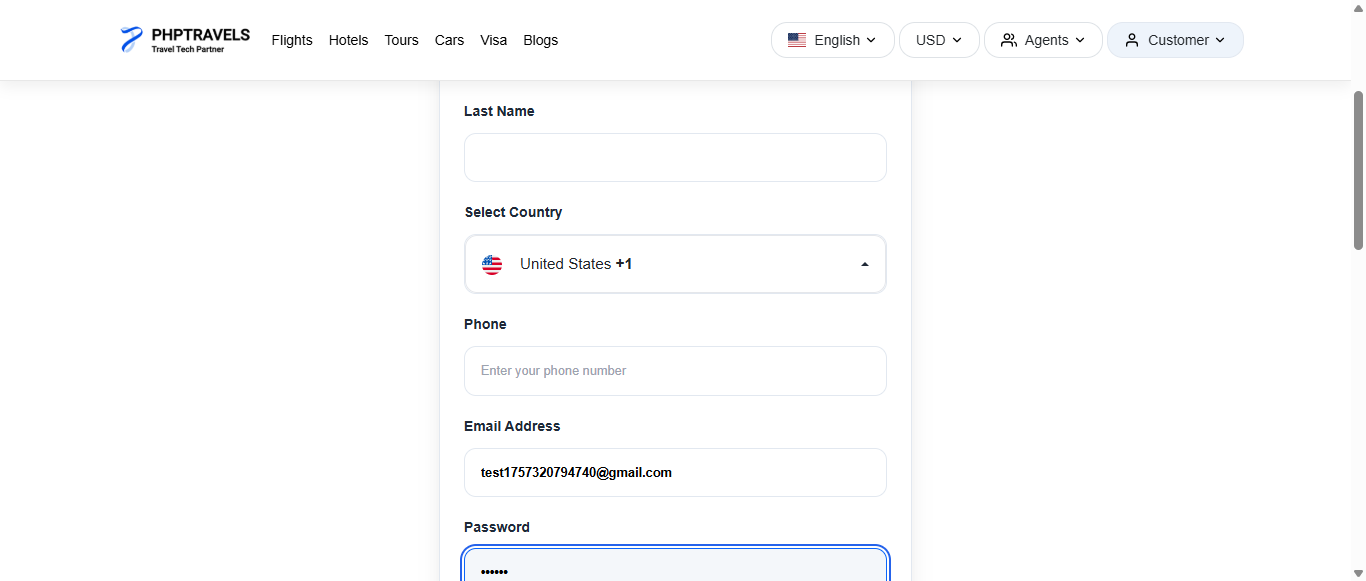 PHPTRAVELS
Travel Tech Partner
Flights Hotels Tours Cars Visa Blogs
English USD Agents Customer
Last Name
Select Country
United States +1
Phone
Enter your phone number
Email Address
test1757320794740@gmail.com
Password
••••••